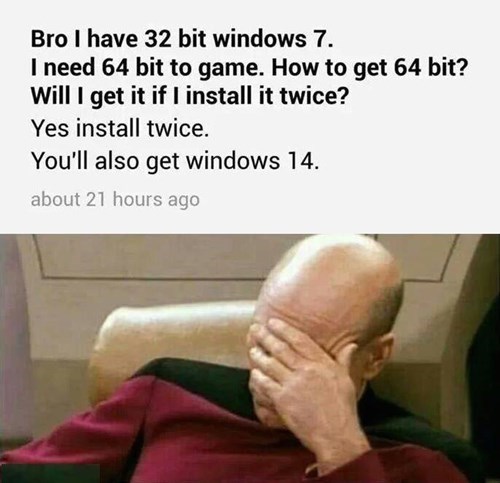 Bro I have 32 bit windows 7.
I need 64 bit to game. How to get 64 bit?
Will I get it if I install it twice?
Yes install twice.
You'll also get windows 14.
about 21 hours ago